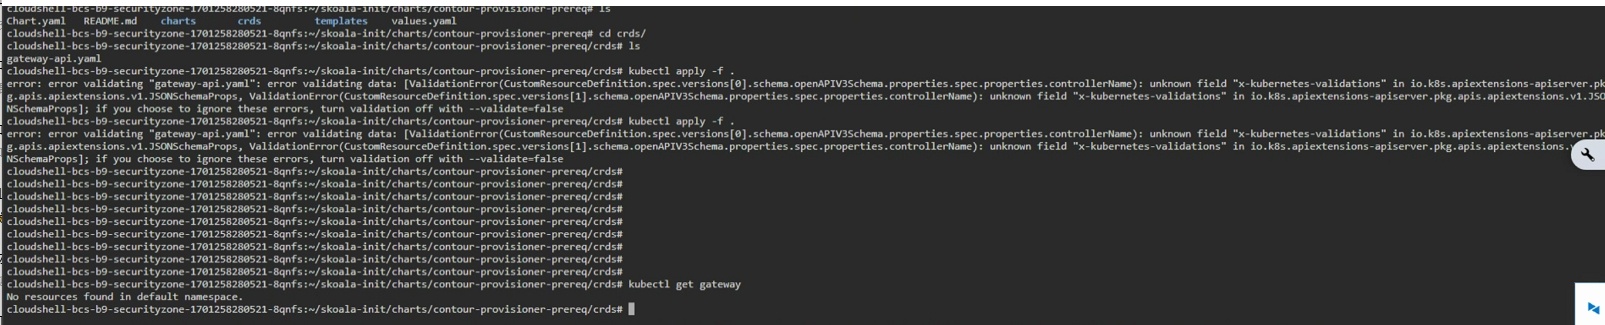 cloudshell-bcs-b9-securityzone-1701258280521-8qnfs:~/skoala-init/charts/contour-provisioner-prereq# ls
Chart.yaml README.md charts crds templates values.yaml
cloudshell-bcs-b9-securityzone-1701258280521-8qnfs:~/skoala-init/charts/contour-provisioner-prereq# cd crds/
cloudshell-bcs-b9-securityzone-1701258280521-8qnfs:~/skoala-init/charts/contour-provisioner-prereq/crds# ls
gateway-api.yaml
cloudshell-bcs-b9-securityzone-1701258280521-8qnfs:~/skoala-init/charts/contour-provisioner-prereq/crds# kubectl apply -f .
error: error validating "gateway-api.yaml": error validating data: [ValidationError(CustomResourceDefinition.spec.versions[0].schema.openAPIV3Schema.properties.spec.properties.controllerName): unknown field "x-kubernetes-validations" in io.k8s.apiextensions-apiserver.pk
g.apis.apiextensions.v1.JSONSchemaProps, ValidationError(CustomResourceDefinition.spec.versions[1].schema.openAPIV3Schema.properties.spec.properties.controllerName): unknown field "x-kubernetes-validations" in io.k8s.apiextensions-apiserver.pkg.apis.apiextensions.v1.JSO
NSchemaProps]; if you choose to ignore these errors, turn validation off with --validate=false
cloudshell-bcs-b9-securityzone-1701258280521-8qnfs:~/skoala-init/charts/contour-provisioner-prereq/crds# kubectl apply -f .
error: error validating "gateway-api.yaml": error validating data: [ValidationError(CustomResourceDefinition.spec.versions[0].schema.openAPIV3Schema.properties.spec.properties.controllerName): unknown field "x-kubernetes-validations" in io.k8s.apiextensions-apiserver.pk
g.apis.apiextensions.v1.JSONSchemaProps, ValidationError(CustomResourceDefinition.spec.versions[1].schema.openAPIV3Schema.properties.spec.properties.controllerName): unknown field "x-kubernetes-validations" in io.k8s.apiextensions-apiserver.pkg.apis.apiextensions.
NSchemaProps]; if you choose to ignore these errors, turn validation off with --validate=false
cloudshell-bcs-b9-securityzone-1701258280521-8qnfs:~/skoala-init/charts/contour-provisioner-prereq/crds#
cloudshell-bcs-b9-securityzone-1701258280521-8qnfs:~/skoala-init/charts/contour-provisioner-prereq/crds#
cloudshell-bcs-b9-securityzone-1701258280521-8qnfs:~/skoala-init/charts/contour-provisioner-prereq/crds#
cloudshell-bcs-b9-securityzone-1701258280521-8qnfs:~/skoala-init/charts/contour-provisioner-prereq/crds#
cloudshell-bcs-b9-securityzone-1701258280521-8qnfs:~/skoala-init/charts/contour-provisioner-prereq/crds#
cloudshell-bcs-b9-securityzone-1701258280521-8qnfs:~/skoala-init/charts/contour-provisioner-prereq/crds#
cloudshell-bcs-b9-securityzone-1701258280521-8qnfs:~/skoala-init/charts/contour-provisioner-prereq/crds#
cloudshell-bcs-b9-securityzone-1701258280521-8qnfs:~/skoala-init/charts/contour-provisioner-prereq/crds#
cloudshell-bcs-b9-securityzone-1701258280521-8qnfs:~/skoala-init/charts/contour-provisioner-prereq/crds#
cloudshell-bcs-b9-securityzone-1701258280521-8qnfs:~/skoala-init/charts/contour-provisioner-prereq/crds# kubectl get gateway
No resources found in default namespace.
cloudshell-bcs-b9-securityzone-1701258280521-8qnfs:~/skoala-init/charts/contour-provisioner-prereq/crds#